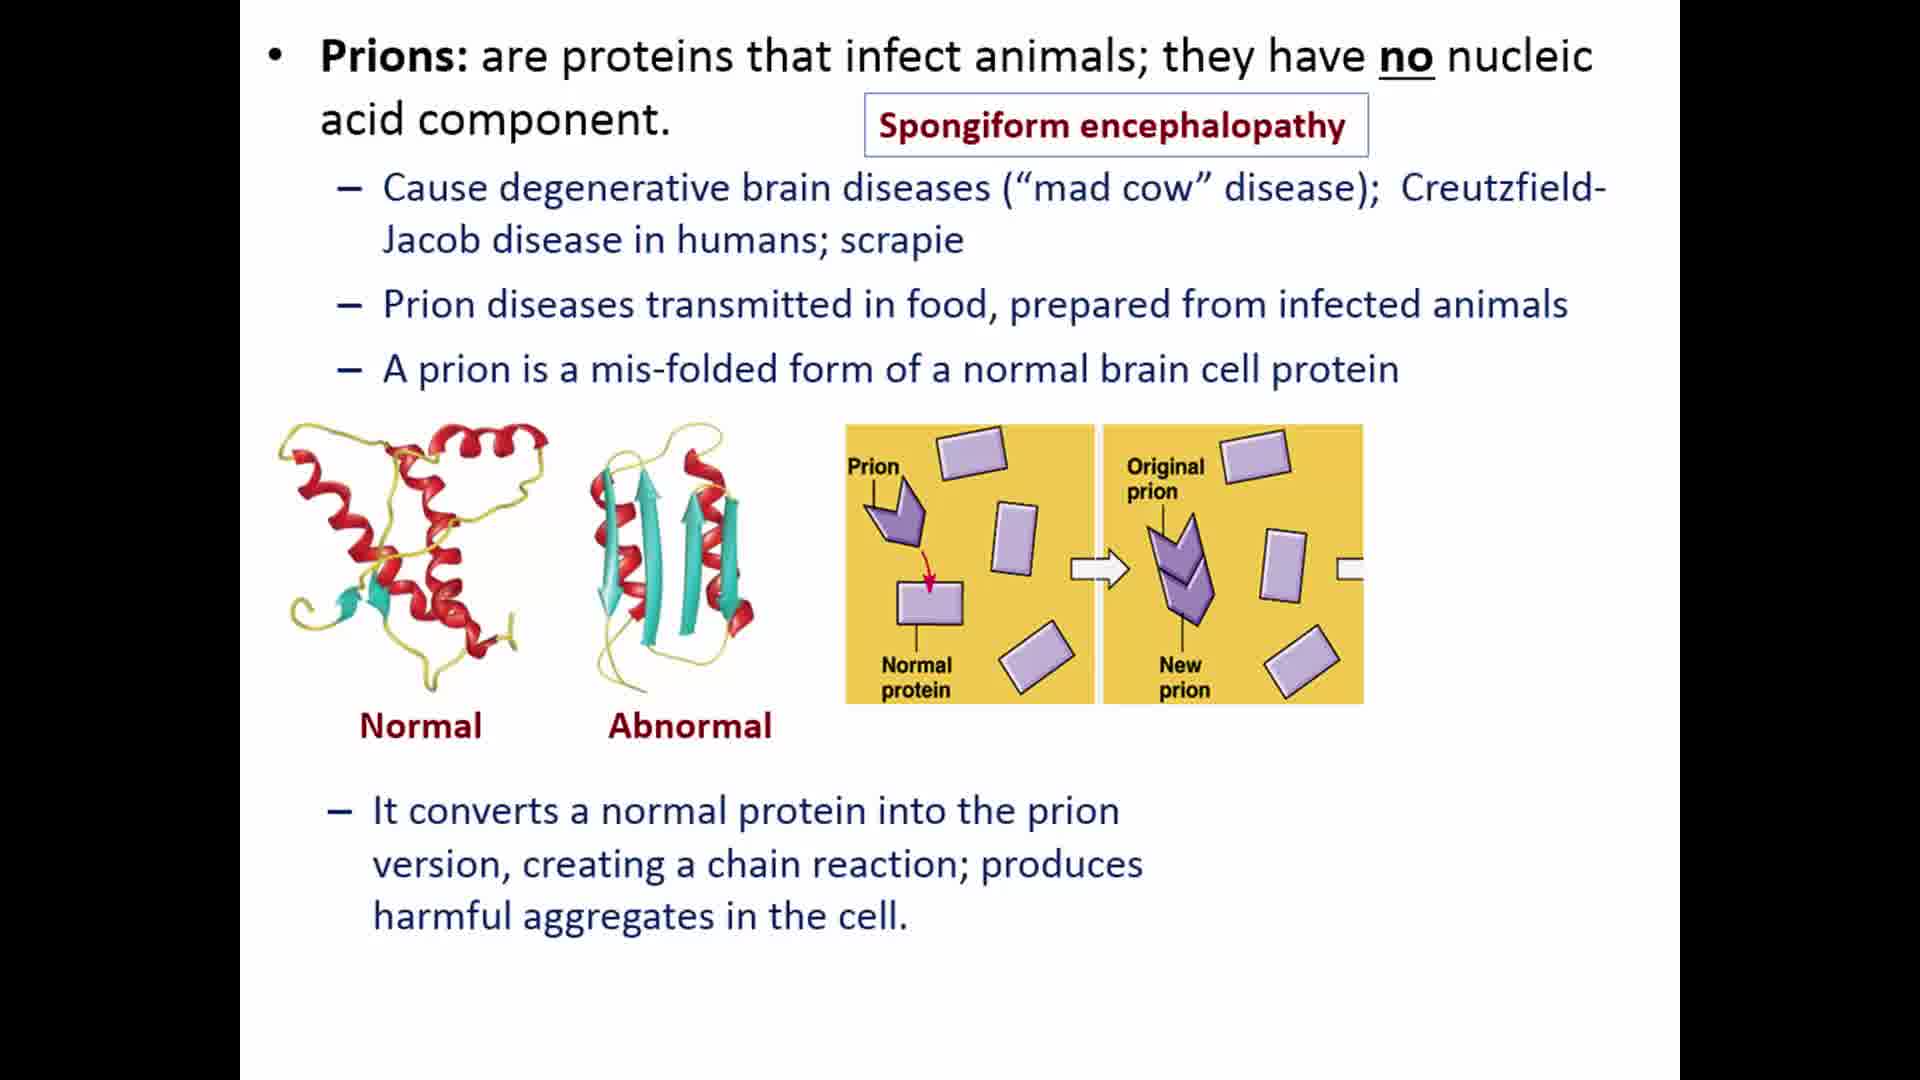 • Prions: are proteins that infect animals; they have no nucleic
acid component.
Spongiform encephalopathy
– Cause degenerative brain diseases (“mad cow” disease); Creutzfield-
Jacob disease in humans; scrapie
– Prion diseases transmitted in food, prepared from infected animals
– A prion is a mis-folded form of a normal brain cell protein
Prion
Normal
protein
Original
prion
New
prion
Normal
Abnormal
– It converts a normal protein into the prion
version, creating a chain reaction; produces
harmful aggregates in the cell.